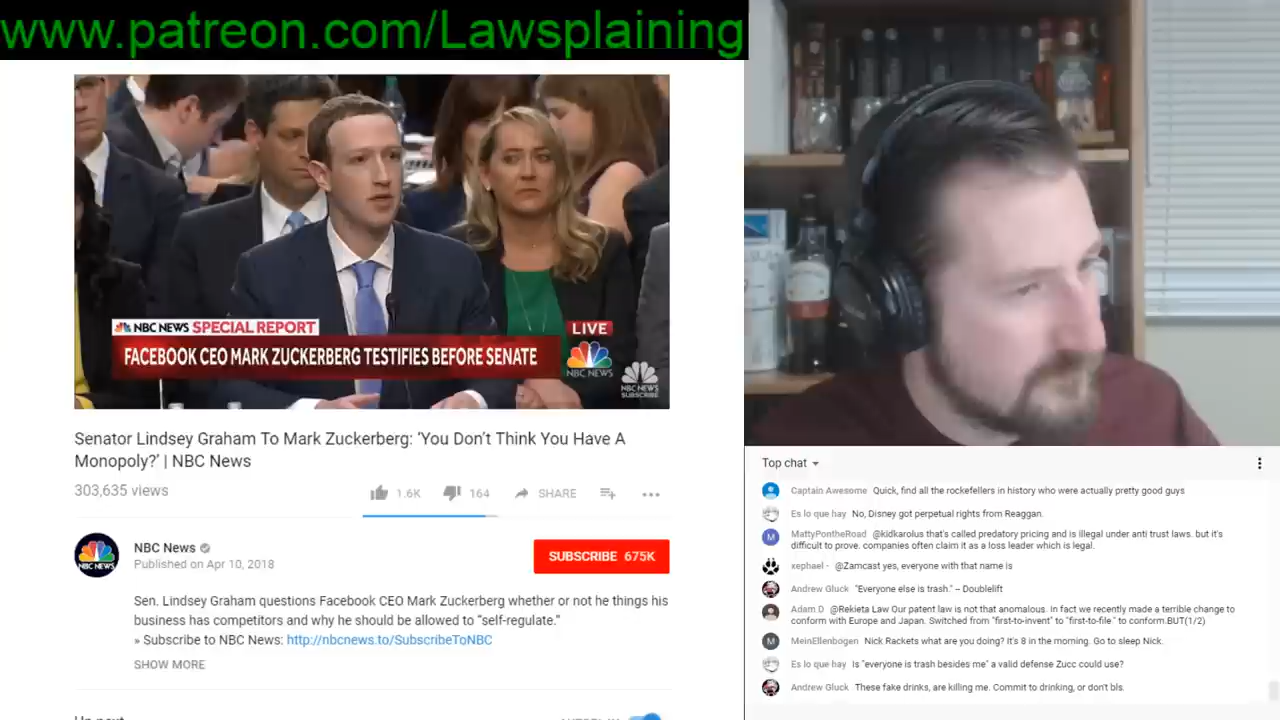 www.patreon.com/Lawsplaining
NBC NEWS SPECIAL REPORT
LIVE
FACEBOOK CEO MARK ZUCKERBERG TESTIFIES BEFORE SENATE
NBC NEWS
NBC NEWS
SUBSCRIBE
Senator Lindsey Graham To Mark Zuckerberg: ‘You Don’t Think You Have A
Monopoly?’ | NBC News
303,635 views
1.6K
164
SHARE
NBC NEWS
NBC News
Published on Apr 10, 2018
SUBSCRIBE 675K
Sen. Lindsey Graham questions Facebook CEO Mark Zuckerberg whether or not he things his
business has competitors and why he should be allowed to “self-regulate.”
» Subscribe to NBC News: http://nbcnews.to/SubscribeToNBC
SHOW MORE
Top chat
Captain Awesome Quick, find all the rockefellers in history who were actually pretty good guys
Es lo que hay No, Disney got perpetual rights from Reaggan.
MattyPontheRoad @kidkarolus that's called predatory pricing and is illegal under anti trust laws. but it's
difficult to prove. companies often claim it as a loss leader which is legal.
xephael - @Zamcast yes, everyone with that name is
Andrew Gluck "Everyone else is trash." -- Doublelift
Adam D @Rekieta Law Our patent law is not that anomalous. In fact we recently made a terrible change to
conform with Europe and Japan. Switched from "first-to-invent" to "first-to-file " to conform.BUT(1/2)
MeinEllenbogen Nick Rackets what are you doing? It's 8 in the morning. Go to sleep Nick.
Es lo que hay Is "everyone is trash besides me" a valid defense Zucc could use?
Andrew Gluck These fake drinks, are killing me. Commit to drinking, or don't bls.